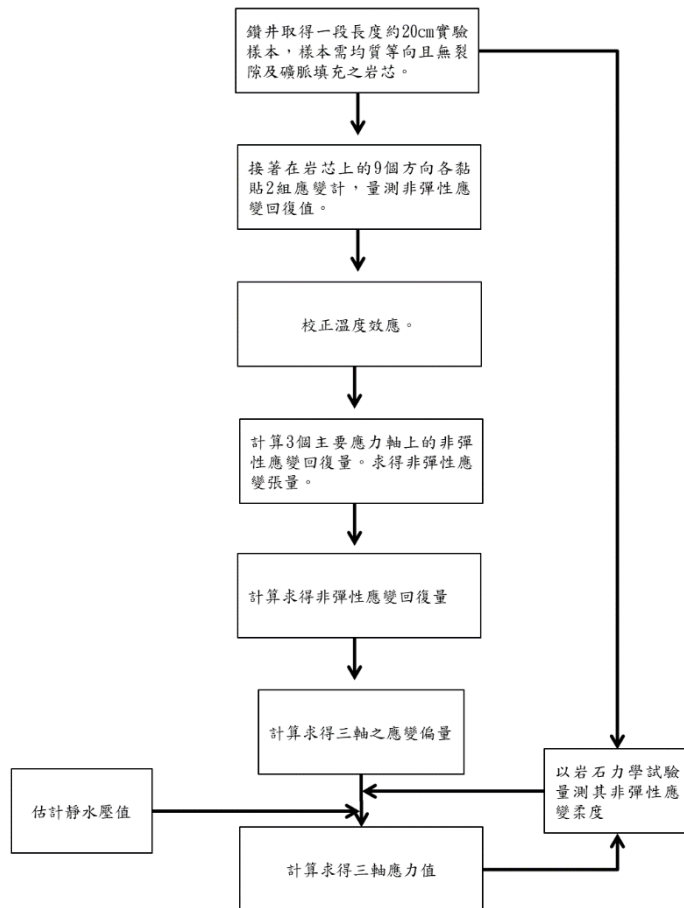 鑽井取得一段長度約20cm實驗
樣本，樣本需均質等向且無裂
隙及礦脈填充之岩芯。
接著在岩芯上的9個方向各黏
貼2組應變計，量測非彈性應
變回復值。
校正溫度效應。
計算3個主要應力軸上的非彈
性應變回復量。求得非彈性應
變張量。
計算求得非彈性應變回復量
計算求得三軸之應變偏量
估計靜水壓值
以岩石力學試驗
量測其非彈性應
變柔度
計算求得三軸應力值